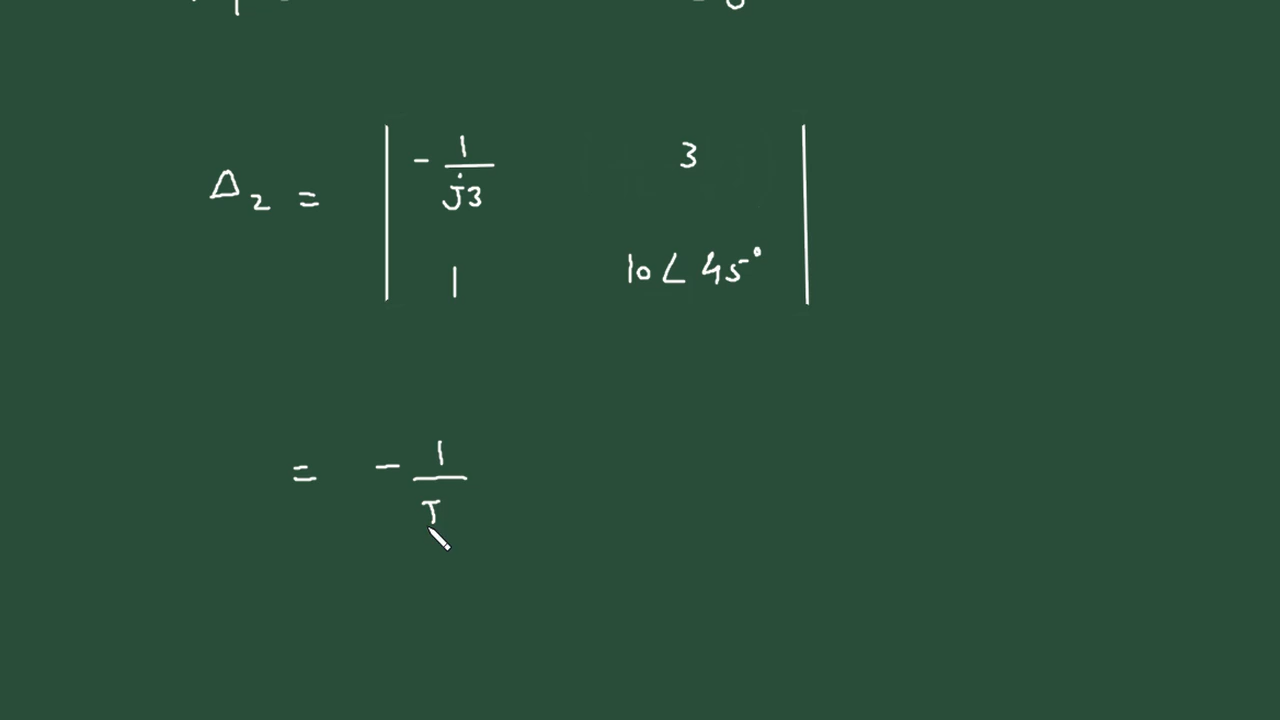 Δ2 = | -1/j3 3 |
| 1 10∠45° |
= - 1/J